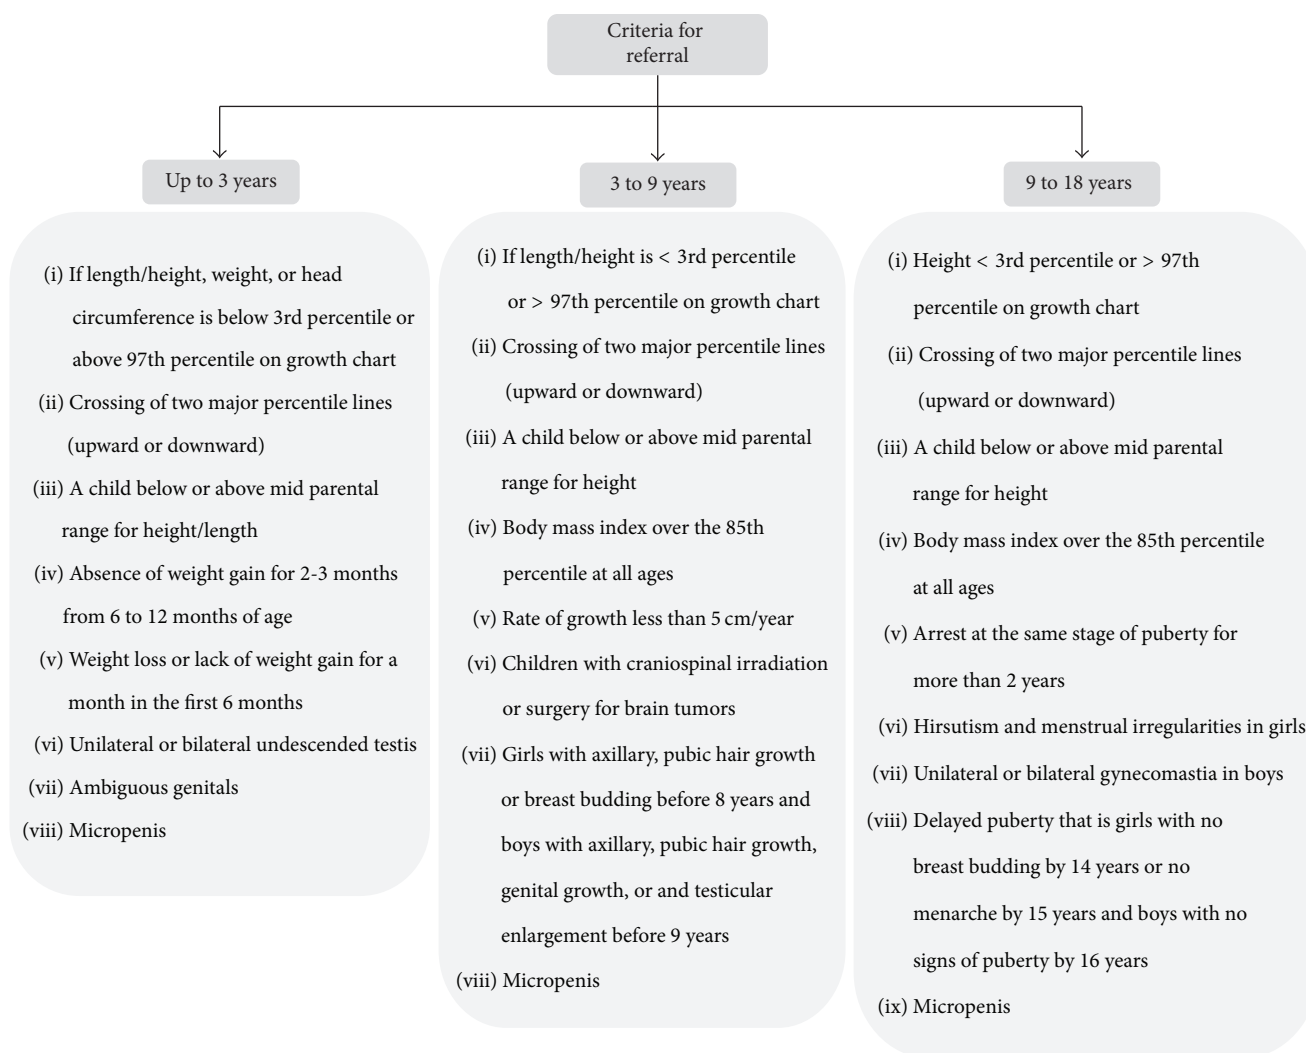 Criteria for
referral
Up to 3 years
(i) If length/height, weight, or head
circumference is below 3rd percentile or
above 97th percentile on growth chart
(ii) Crossing of two major percentile lines
(upward or downward)
(iii) A child below or above mid parental
range for height/length
(iv) Absence of weight gain for 2-3 months
from 6 to 12 months of age
(v) Weight loss or lack of weight gain for a
month in the first 6 months
(vi) Unilateral or bilateral undescended testis
(vii) Ambiguous genitals
(viii) Micropenis
3 to 9 years
(i) If length/height is < 3rd percentile
or > 97th percentile on growth chart
(ii) Crossing of two major percentile lines
(upward or downward)
(iii) A child below or above mid parental
range for height
(iv) Body mass index over the 85th
percentile at all ages
(v) Rate of growth less than 5 cm/year
(vi) Children with craniospinal irradiation
or surgery for brain tumors
(vii) Girls with axillary, pubic hair growth
or breast budding before 8 years and
boys with axillary, pubic hair growth,
genital growth, or and testicular
enlargement before 9 years
(viii) Micropenis
9 to 18 years
(i) Height < 3rd percentile or > 97th
percentile on growth chart
(ii) Crossing of two major percentile lines
(upward or downward)
(iii) A child below or above mid parental
range for height
(iv) Body mass index over the 85th percentile
at all ages
(v) Arrest at the same stage of puberty for
more than 2 years
(vi) Hirsutism and menstrual irregularities in girls
(vii) Unilateral or bilateral gynecomastia in boys
(viii) Delayed puberty that is girls with no
breast budding by 14 years or no
menarche by 15 years and boys with no
signs of puberty by 16 years
(ix) Micropenis